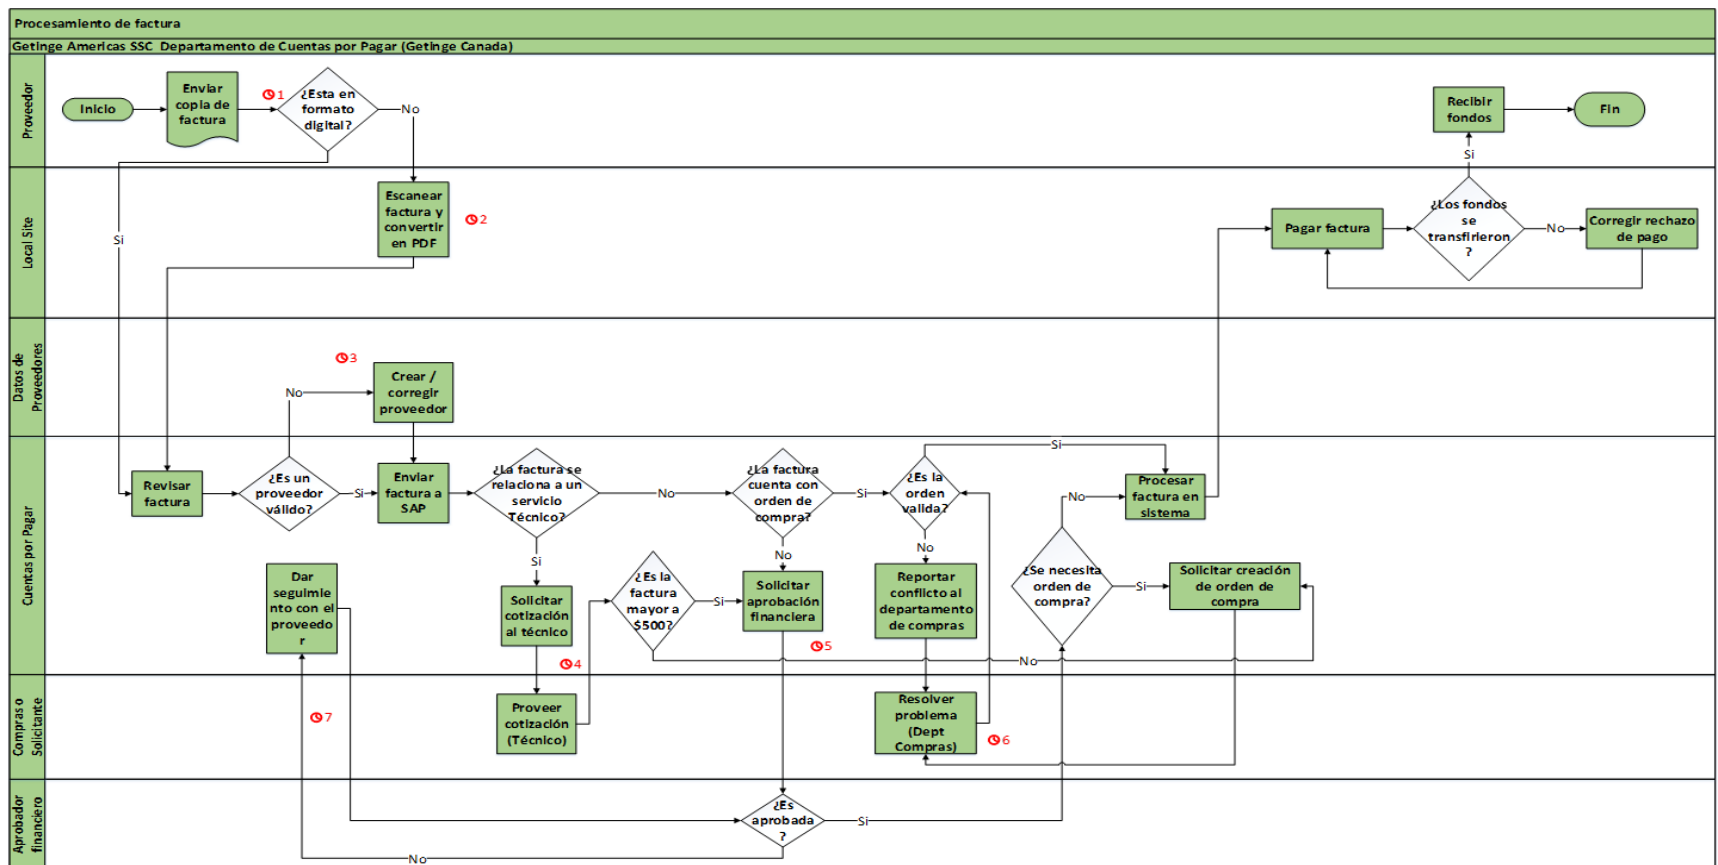 Procesamiento de factura
Getinge Americas SSC Departamento de Cuentas por Pagar (Getinge Canada)
Proveedor
Inicio
Enviar
copia de
factura
1
¿Esta en
formato
digital?
No
Si
Recibir
fondos
Fin
Si
Local Site
Escanear
factura y
convertir
en PDF
2
Si
Pagar factura
¿Los fondos
se
transfirieron
?
No
Corregir rechazo
de pago
Datos de
Proveedores
3
No
Crear /
corregir
proveedor
Cuentas por Pagar
Revisar
factura
¿Es un
proveedor
válido?
Si
Enviar
factura a
SAP
¿La factura se
relaciona a un
servicio
Técnico?
No
¿La factura
cuenta con
orden de
compra?
Si
¿Es la
orden
valida?
Si
No
Procesar
factura en
sistema
Si
No
No
Dar
seguimie
nto con el
proveedo
r
Solicitar
cotización
al técnico
¿Es la
factura
mayor a
$500?
Si
Solicitar
aprobación
financiera
Reportar
conflicto al
departamento
de compras
¿Se necesita
orden de
compra?
Si
Solicitar creación
de orden de
compra
4
5
No
Compras o
Solicitante
7
Proveer
cotización
(Técnico)
Resolver
problema
(Dept
Compras)
6
Aprobador
financiero
¿Es
aprobada
?
Si
No